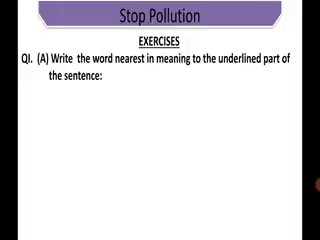 Stop Pollution
EXERCISES
QI. (A) Write the word nearest in meaning to the underlined part of
the sentence: